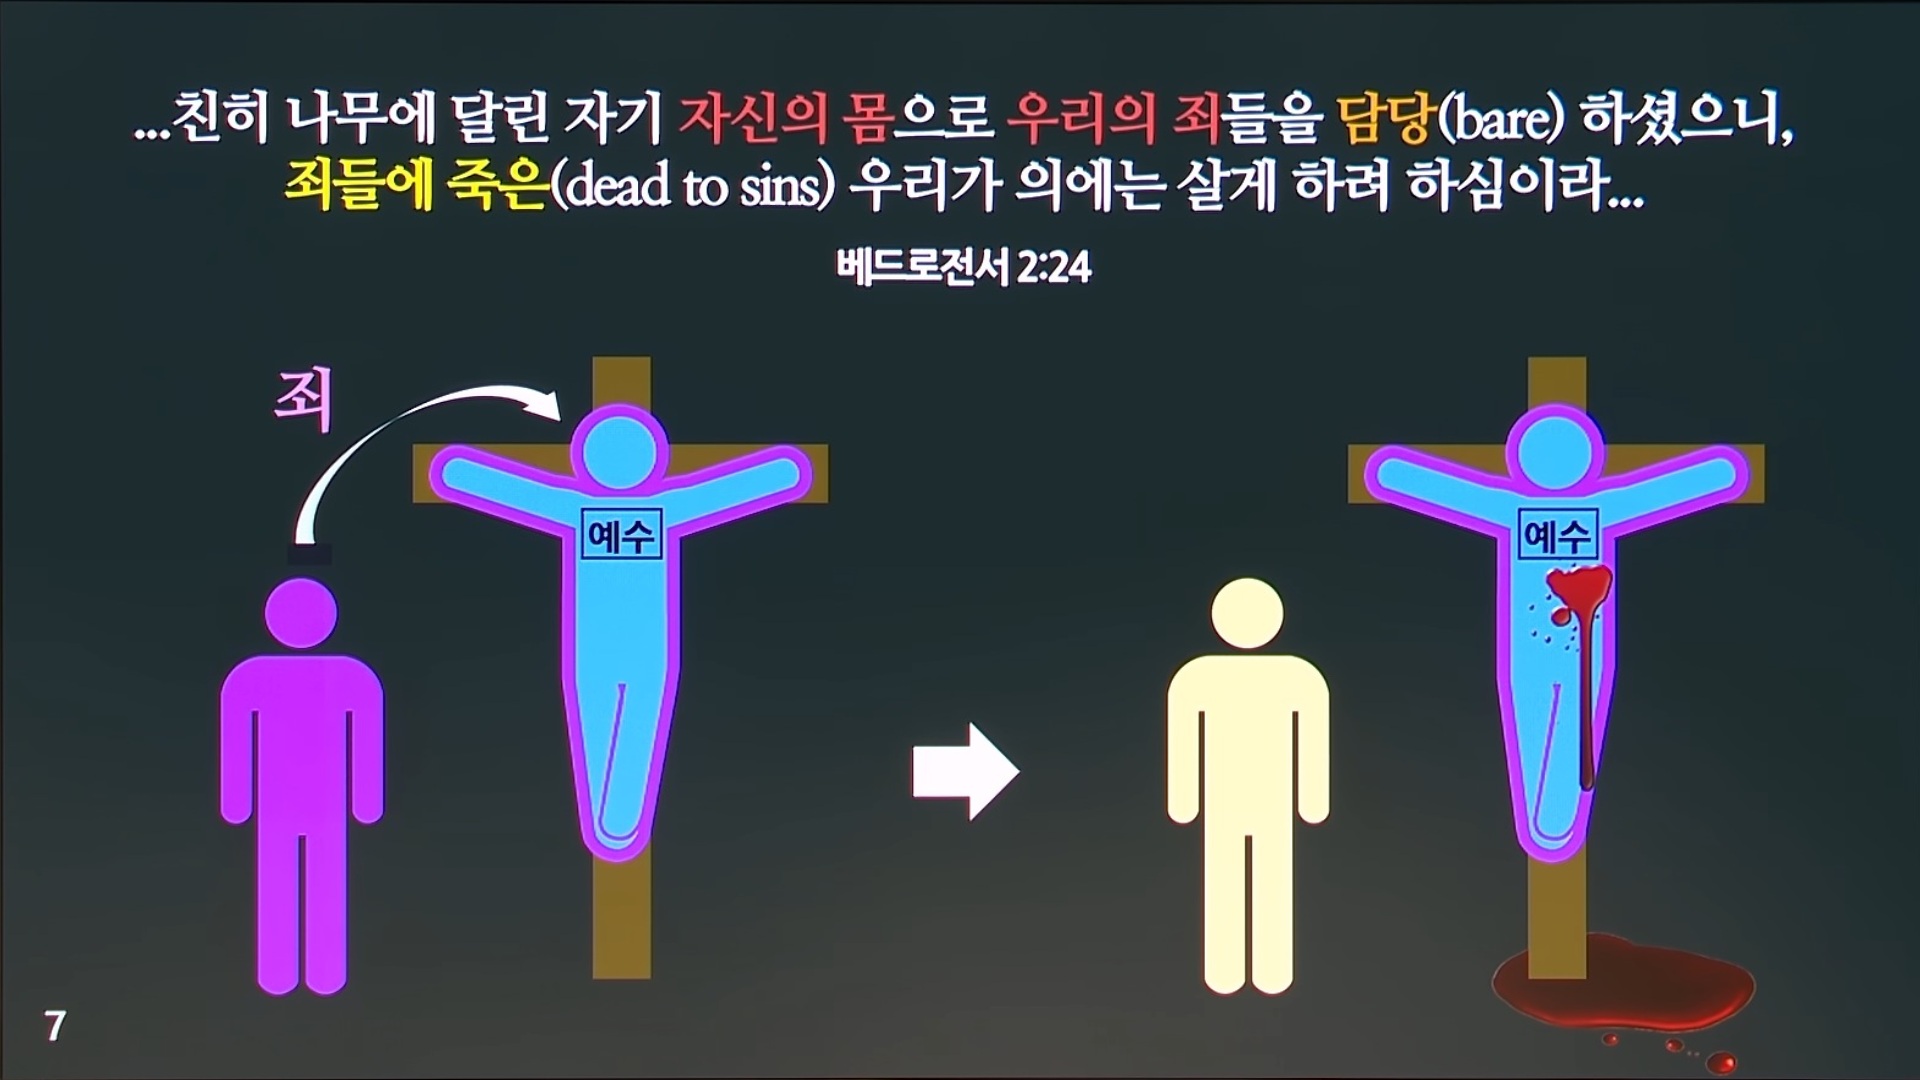 ...친히 나무에 달린 자기 자신의 몸으로 우리의 죄들을 담당(bare) 하셨으니,
죄들에 죽은(dead to sins) 우리가 의에는 살게 하려 하심이라...
베드로전서 2:24
죄
예수
예수
7